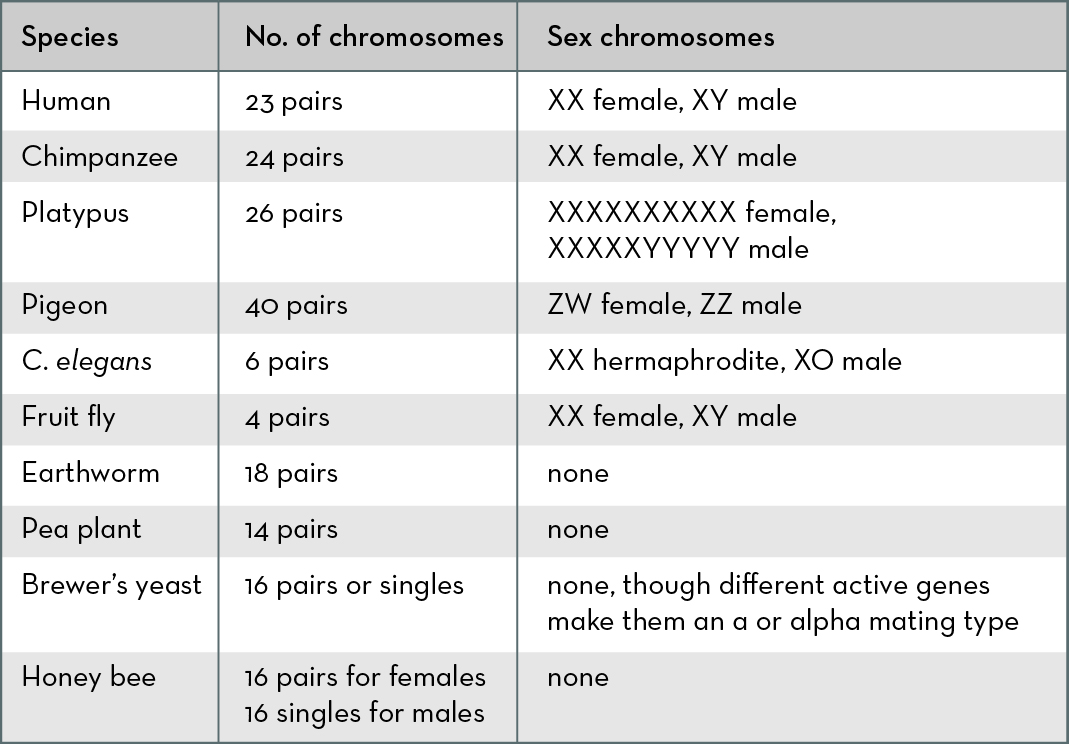 Species No. of chromosomes Sex chromosomes
Human 23 pairs XX female, XY male
Chimpanzee 24 pairs XX female, XY male
Platypus 26 pairs XXXXXXXXXX female,
XXXXXYYYYY male
Pigeon 40 pairs ZW female, ZZ male
C. elegans 6 pairs XX hermaphrodite, XO male
Fruit fly 4 pairs XX female, XY male
Earthworm 18 pairs none
Pea plant 14 pairs none
Brewer’s yeast 16 pairs or singles none, though different active genes
make them an a or alpha mating type
Honey bee 16 pairs for females none
16 singles for males